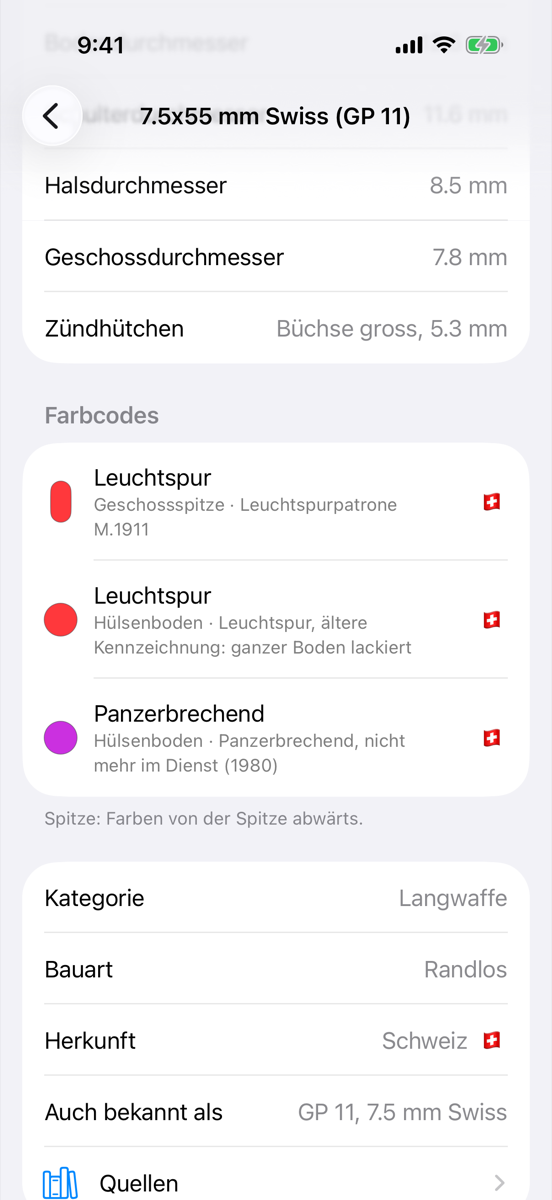 9:41
7.5x55 mm Swiss (GP 11)
11.6 mm
Halsdurchmesser 8.5 mm
Geschossdurchmesser 7.8 mm
Zündhütchen Büchse gross, 5.3 mm
Farbcodes
Leuchtspur
Geschossspitze · Leuchtspurpatrone
M.1911
Leuchtspur
Hülsenboden · Leuchtspur, ältere
Kennzeichnung: ganzer Boden lackiert
Panzerbrechend
Hülsenboden · Panzerbrechend, nicht
mehr im Dienst (1980)
Spitze: Farben von der Spitze abwärts.
Kategorie Langwaffe
Bauart Randlos
Herkunft Schweiz
Auch bekannt als GP 11, 7.5 mm Swiss
Quellen